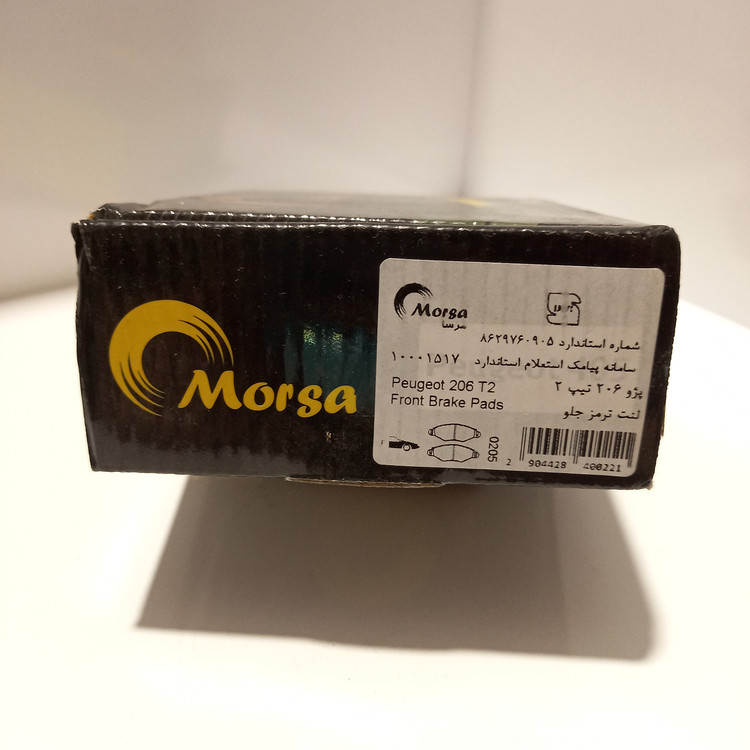 Morsa
Morsa
مرسا
شماره استاندارد ۸۶۲۹۷۶۰۹۰۵
سامانه پیامک استعلام استاندارد ۱۰۰۰۱۵۱۷
پژو ۲۰۶ تیپ ۲
Peugeot 206 T2
لنت ترمز جلو
Front Brake Pads
F
0205
2 904428 400221